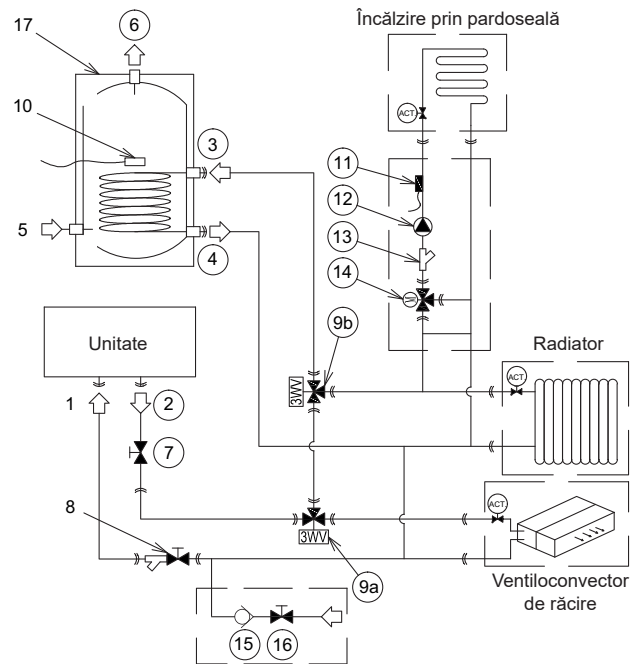 Încălzire prin pardoseală
17
6
10
ACT.
3
11
12
5
13
4
14
Unitate
9b
Radiator
3WV
ACT.
1
2
7
ACT.
8
3WV
9a
Ventiloconvector
de răcire
15
16